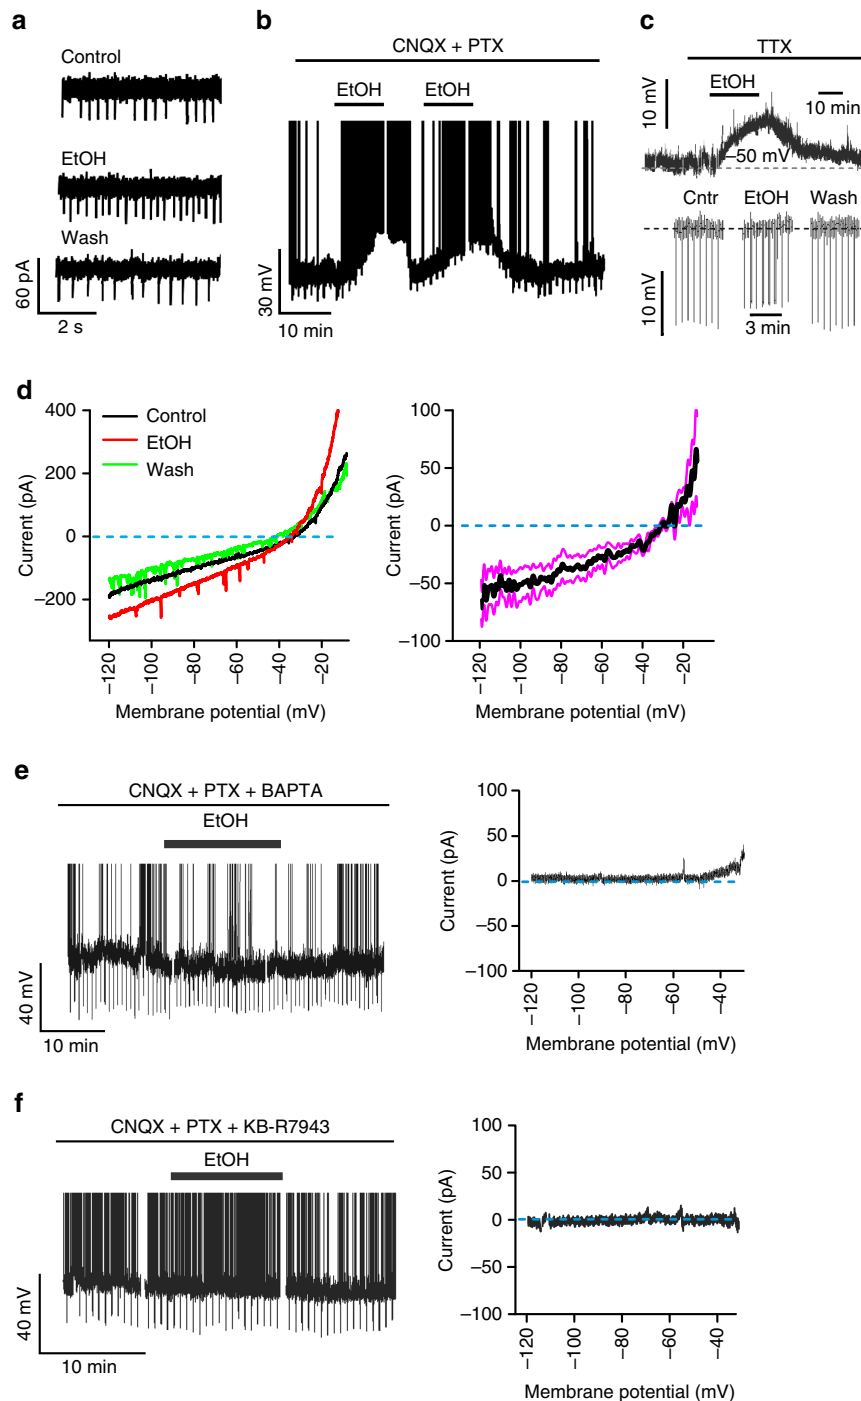 a
Control
EtOH
Wash
60 pA
2 s
b
CNQX + PTX
EtOH EtOH
30 mV
10 min
c
TTX
EtOH
10 mV
10 min
−50 mV
Cntr EtOH Wash
10 mV
3 min
d
Control
EtOH
Wash
400
200
0
−200
Current (pA)
−120 −100 −80 −60 −40 −20
Membrane potential (mV)
100
50
0
−50
−100
Current (pA)
−120 −100 −80 −60 −40 −20
Membrane potential (mV)
e
CNQX + PTX + BAPTA
EtOH
40 mV
10 min
100
50
0
−50
−100
Current (pA)
−120 −100 −80 −60 −40
Membrane potential (mV)
f
CNQX + PTX + KB-R7943
EtOH
40 mV
10 min
100
50
0
−50
−100
Current (pA)
−120 −100 −80 −60 −40
Membrane potential (mV)